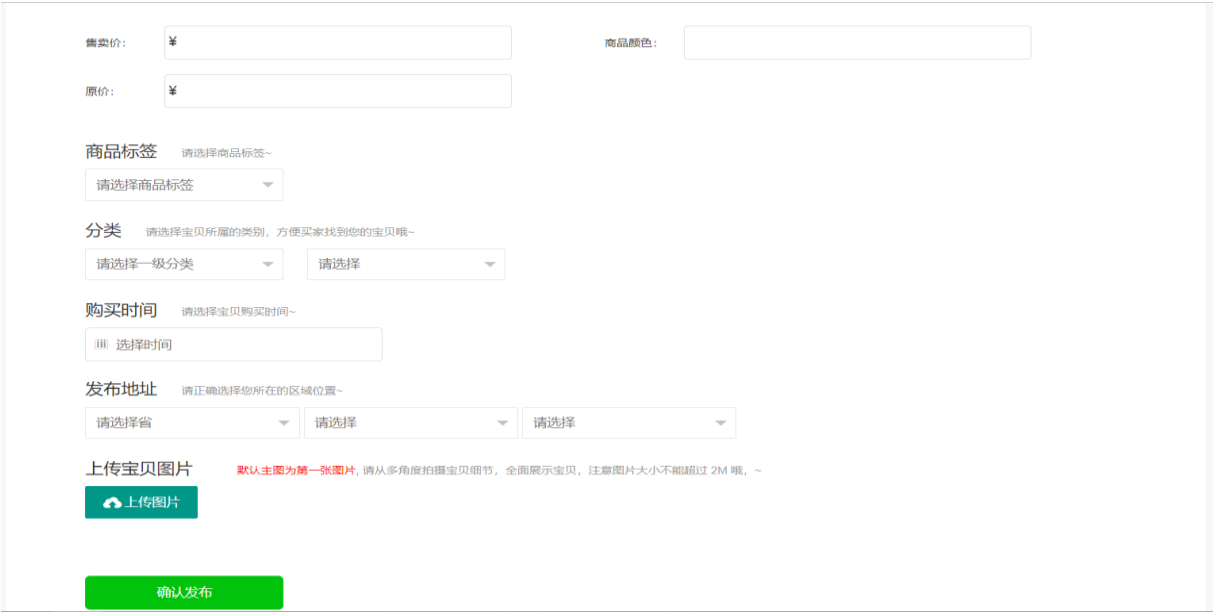 售卖价： ¥ 商品颜色：
原价： ¥
商品标签 请选择商品标签~
请选择商品标签
分类 请选择宝贝所属的类别，方便买家找到您的宝贝哦~
请选择一级分类 请选择
购买时间 请选择宝贝购买时间~
选择时间
发布地址 请正确选择您所在的区域位置~
请选择省 请选择 请选择
上传宝贝图片 默认主图为第一张图片, 请从多角度拍摄宝贝细节，全面展示宝贝，注意图片大小不能超过 2M 哦，~
上传图片
确认发布